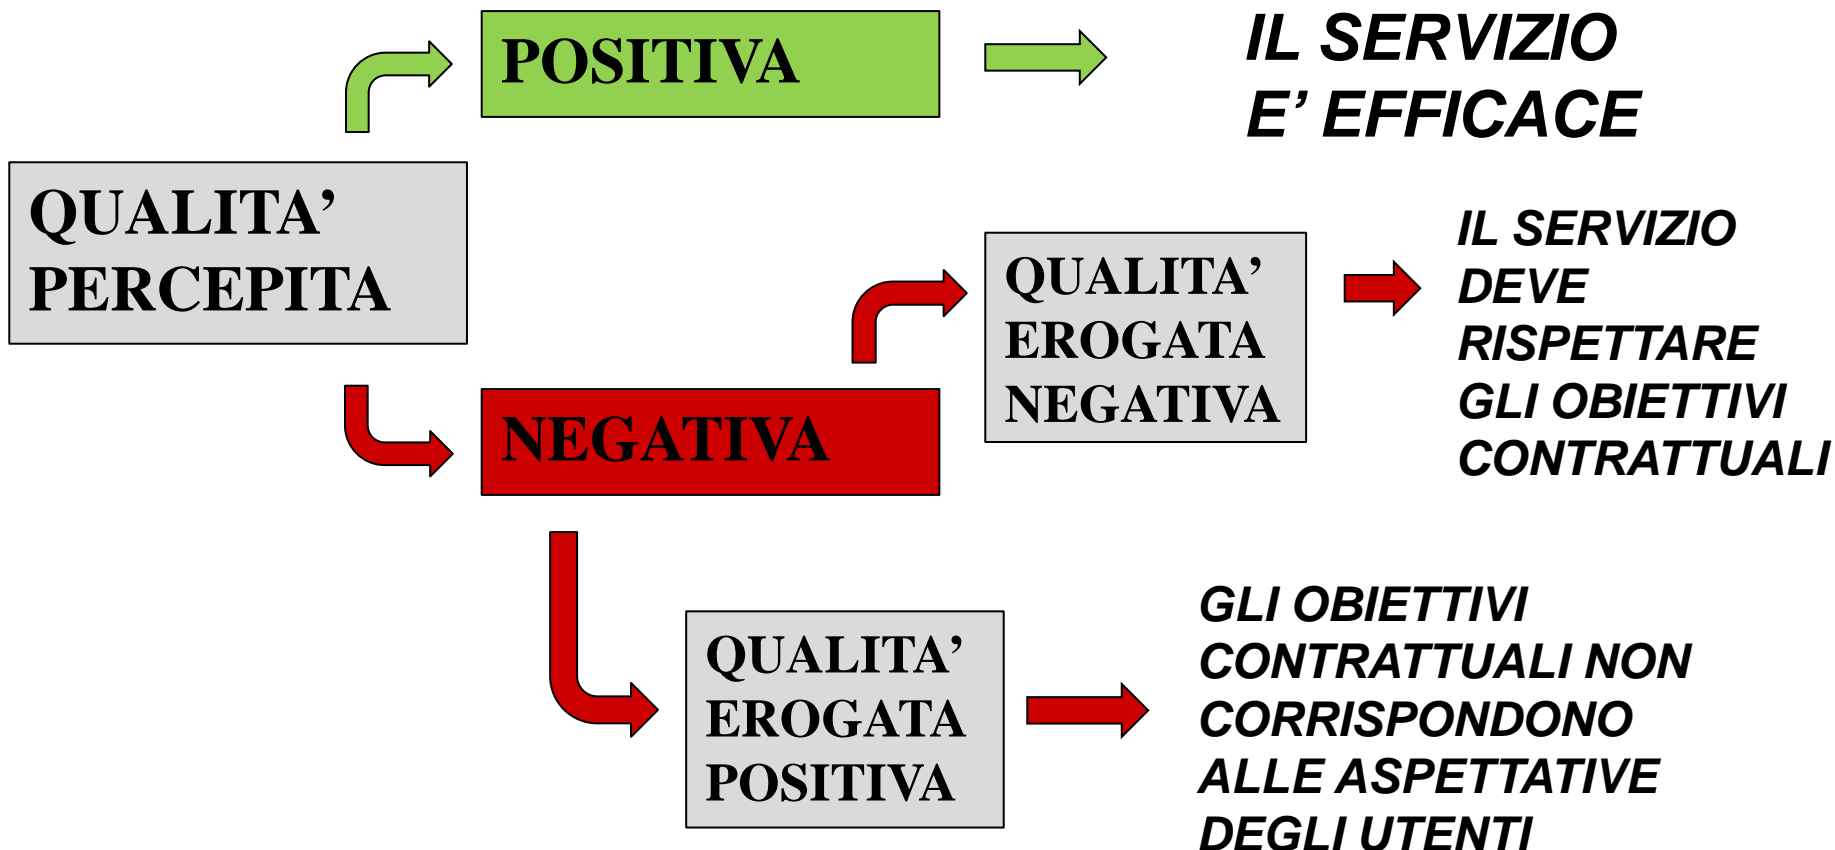 POSITIVA
IL SERVIZIO
E’ EFFICACE
QUALITA’
PERCEPITA
QUALITA’
EROGATA
NEGATIVA
IL SERVIZIO
DEVE
RISPETTARE
GLI OBIETTIVI
CONTRATTUALI
NEGATIVA
QUALITA’
EROGATA
POSITIVA
GLI OBIETTIVI
CONTRATTUALI NON
CORRISPONDONO
ALLE ASPETTATIVE
DEGLI UTENTI